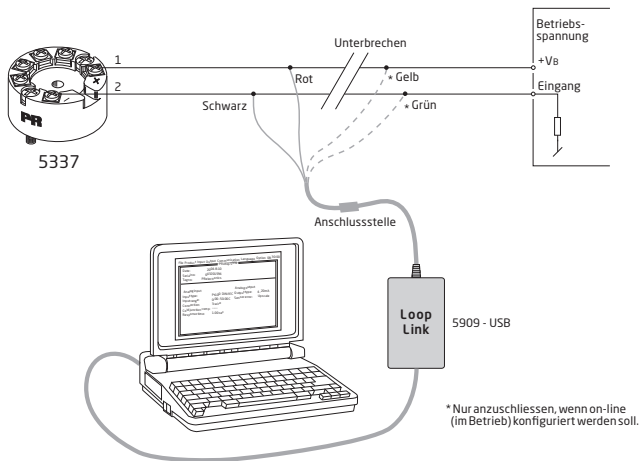 Betriebs-
spannung
Unterbrechen
1
+VB
Rot
* Gelb
2
Eingang
Schwarz
* Grün
PR
5337
Anschlussstelle
Loop
Link
5909 - USB
* Nur anzuschliessen, wenn on-line
(im Betrieb) konfiguriert werden soll.